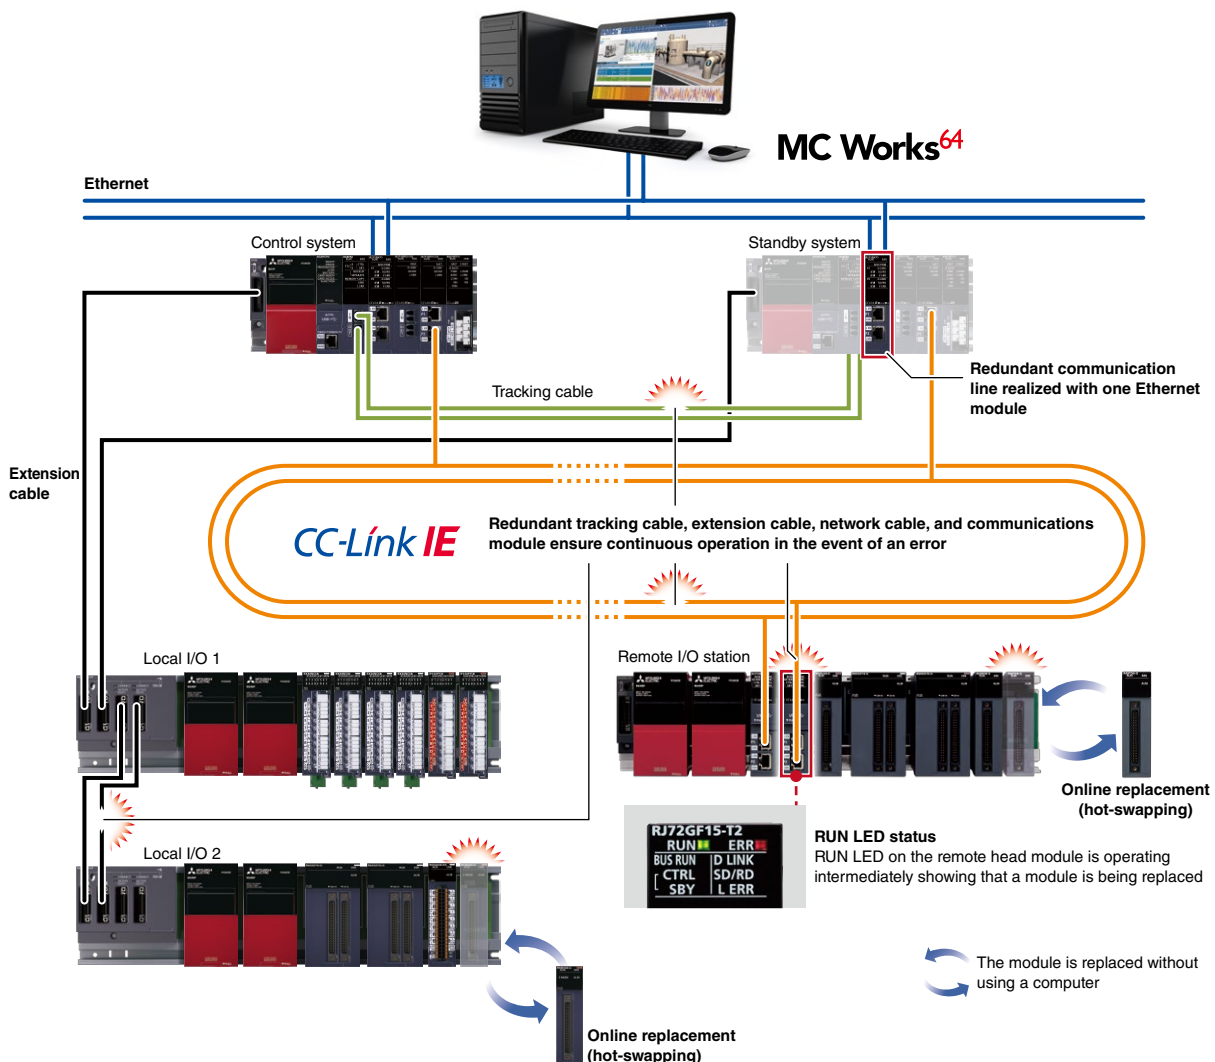 MC Works64
Ethernet
Control system
Standby system
Redundant communication
line realized with one Ethernet
module
Tracking cable
Extension
cable
CC-Link IE
Redundant tracking cable, extension cable, network cable, and communications
module ensure continuous operation in the event of an error
Local I/O 1
Remote I/O station
Online replacement
(hot-swapping)
RJ72GF15-T2
RUN ERR
BUS RUN D LINK
CTRL SD/RD
SBY L ERR
RUN LED status
RUN LED on the remote head module is operating
intermediately showing that a module is being replaced
Local I/O 2
The module is replaced without
using a computer
Online replacement
(hot-swapping)